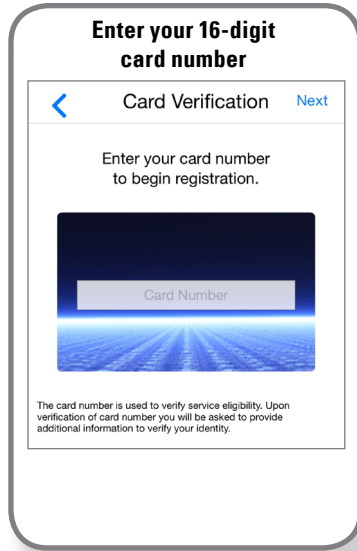 Enter your 16-digit
card number
Card Verification Next
Enter your card number
to begin registration.
Card Number
The card number is used to verify service eligibility. Upon
verification of card number you will be asked to provide
additional information to verify your identity.